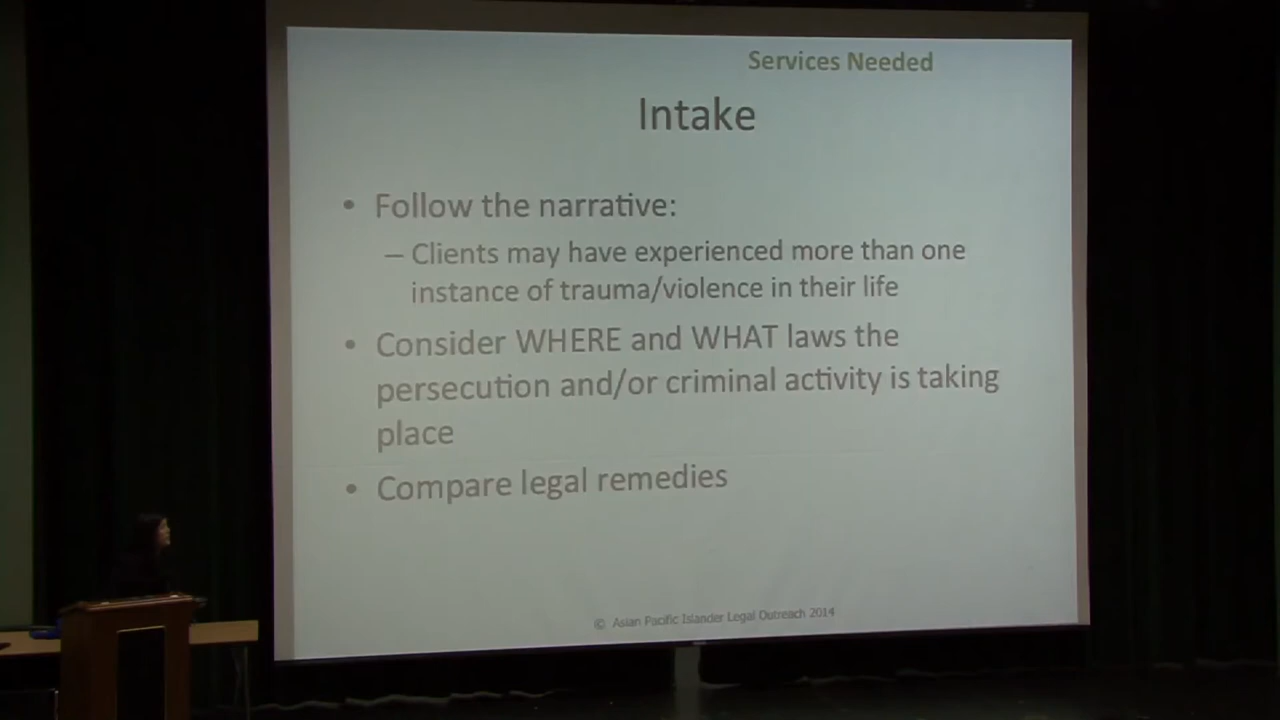 Services Needed
Intake
• Follow the narrative:
– Clients may have experienced more than one
instance of trauma/violence in their life
• Consider WHERE and WHAT laws the
persecution and/or criminal activity is taking
place
• Compare legal remedies
© Asian Pacific Islander Legal Outreach 2014